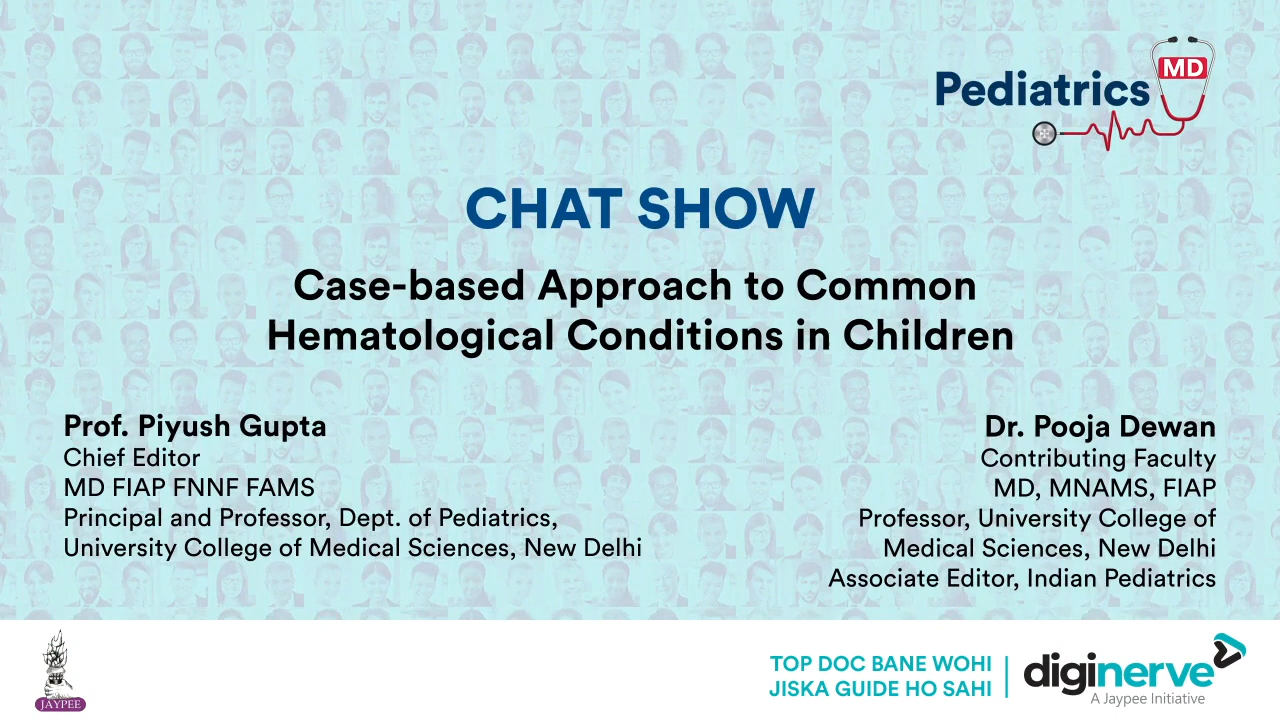 Pediatrics MD
CHAT SHOW
Case-based Approach to Common
Hematological Conditions in Children
Prof. Piyush Gupta
Chief Editor
MD FIAP FNNF FAMS
Principal and Professor, Dept. of Pediatrics,
University College of Medical Sciences, New Delhi
Dr. Pooja Dewan
Contributing Faculty
MD, MNAMS, FIAP
Professor, University College of
Medical Sciences, New Delhi
Associate Editor, Indian Pediatrics
JAYPEE
TOP DOC BANE WOHI
JISKA GUIDE HO SAHI
diginerve
A Jaypee Initiative